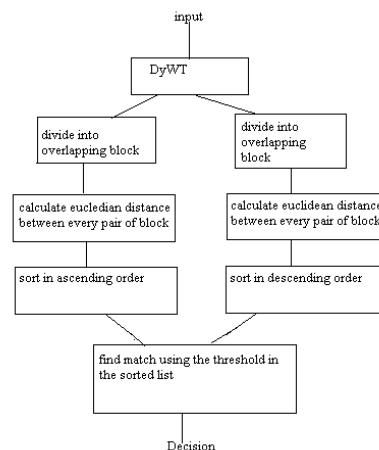 input
DyWT
divide into
overlapping block
divide into
overlapping
block
calculate eucledian distance
between every pair of block
calculate euclidean distance
between every pair of block
sort in ascending order
sort in descending order
find match using the threshold in
the sorted list
Decision